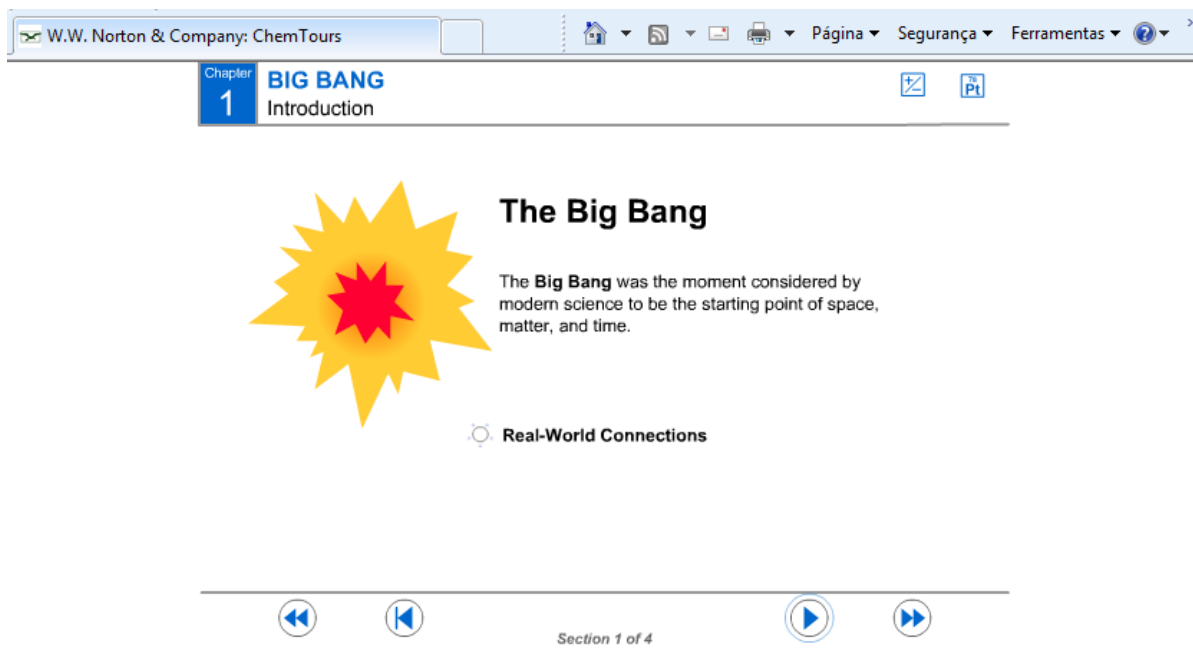 W.W. Norton & Company: ChemTours
Página Segurança Ferramentas
Chapter
1
BIG BANG
Introduction
78
Pt
The Big Bang
The Big Bang was the moment considered by
modern science to be the starting point of space,
matter, and time.
Real-World Connections
Section 1 of 4